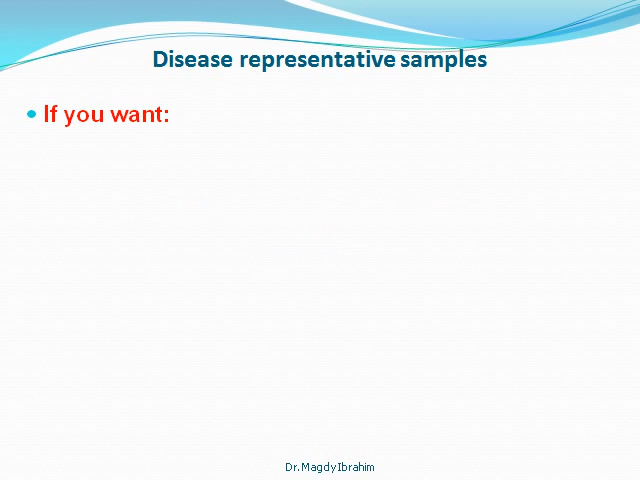 Disease representative samples
• If you want:
Dr. Magdy Ibrahim